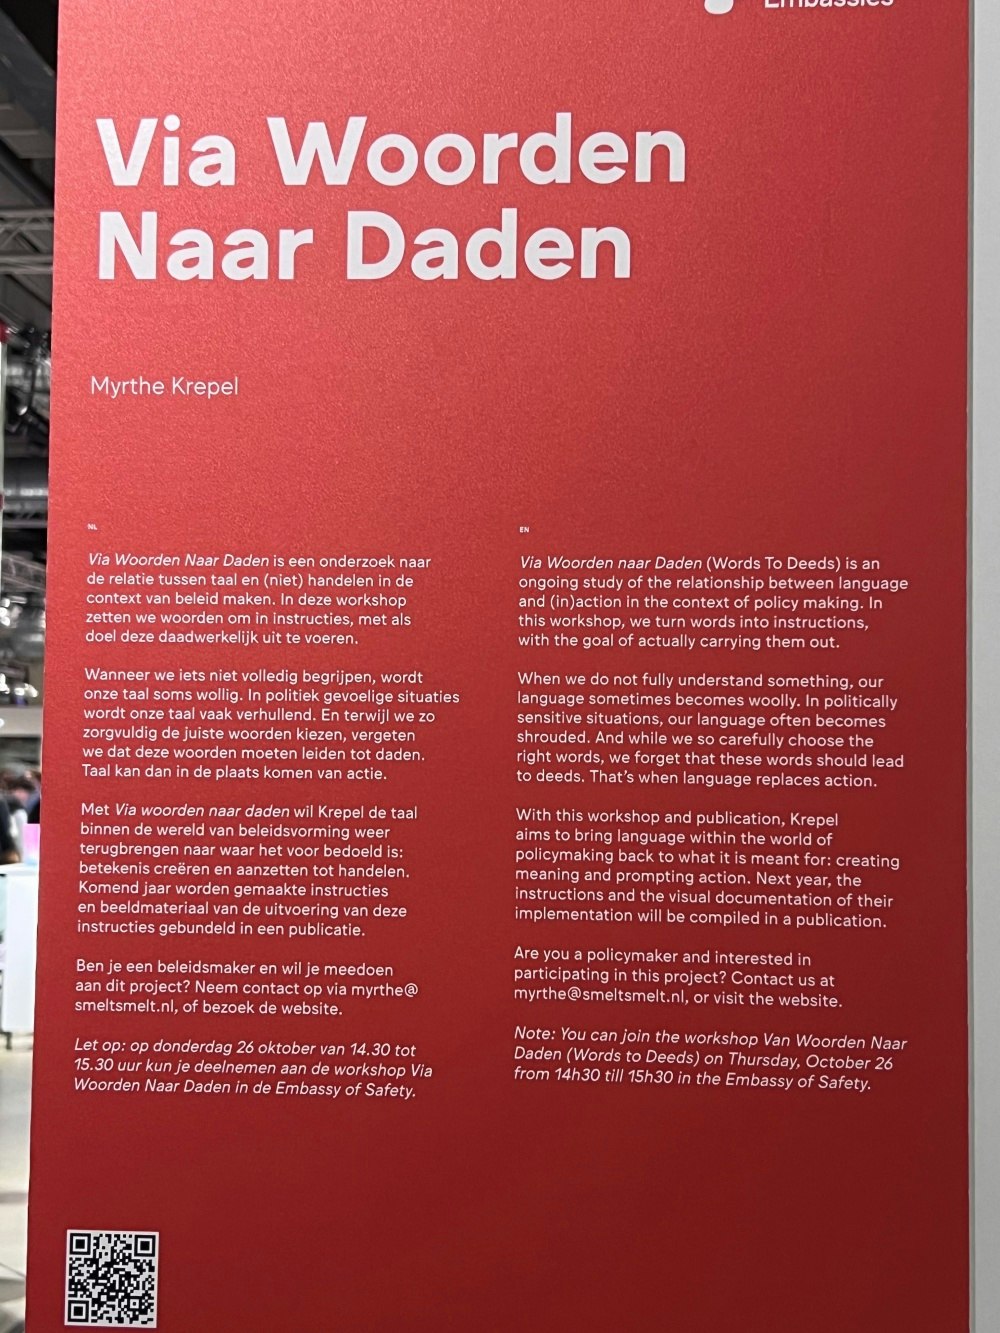 Embassies
Via Woorden
Naar Daden
Myrthe Krepel
NL
Via Woorden Naar Daden is een onderzoek naar
de relatie tussen taal en (niet) handelen in de
context van beleid maken. In deze workshop
zetten we woorden om in instructies, met als
doel deze daadwerkelijk uit te voeren.
Wanneer we iets niet volledig begrijpen, wordt
onze taal soms wollig. In politiek gevoelige situaties
wordt onze taal vaak verhullend. En terwijl we zo
zorgvuldig de juiste woorden kiezen, vergeten
we dat deze woorden moeten leiden tot daden.
Taal kan dan in de plaats komen van actie.
Met Via woorden naar daden wil Krepel de taal
binnen de wereld van beleidsvorming weer
terugbrengen naar waar het voor bedoeld is:
betekenis creëren en aanzetten tot handelen.
Komend jaar worden gemaakte instructies
en beeldmateriaal van de uitvoering van deze
instructies gebundeld in een publicatie.
Ben je een beleidsmaker en wil je meedoen
aan dit project? Neem contact op via myrthe@
smeltsmelt.nl, of bezoek de website.
Let op: op donderdag 26 oktober van 14.30 tot
15.30 uur kun je deelnemen aan de workshop Via
Woorden Naar Daden in de Embassy of Safety.
EN
Via Woorden naar Daden (Words To Deeds) is an
ongoing study of the relationship between language
and (in)action in the context of policy making. In
this workshop, we turn words into instructions,
with the goal of actually carrying them out.
When we do not fully understand something, our
language sometimes becomes woolly. In politically
sensitive situations, our language often becomes
shrouded. And while we so carefully choose the
right words, we forget that these words should lead
to deeds. That's when language replaces action.
With this workshop and publication, Krepel
aims to bring language within the world of
policymaking back to what it is meant for: creating
meaning and prompting action. Next year, the
instructions and the visual documentation of their
implementation will be compiled in a publication.
Are you a policymaker and interested in
participating in this project? Contact us at
myrthe@smeltsmelt.nl, or visit the website.
Note: You can join the workshop Van Woorden Naar
Daden (Words to Deeds) on Thursday, October 26
from 14h30 till 15h30 in the Embassy of Safety.